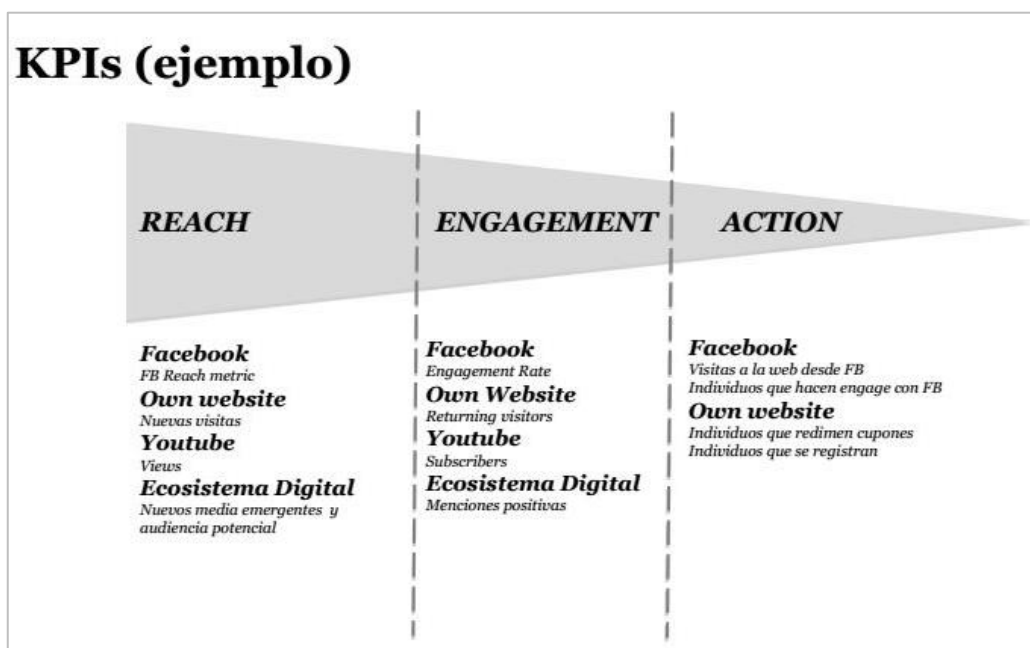 KPIs (ejemplo)
REACH
ENGAGEMENT
ACTION
Facebook
FB Reach metric
Own website
Nuevas visitas
Youtube
Views
Ecosistema Digital
Nuevos media emergentes y
audiencia potencial
Facebook
Engagement Rate
Own Website
Returning visitors
Youtube
Subscribers
Ecosistema Digital
Menciones positivas
Facebook
Visitas a la web desde FB
Individuos que hacen engage con FB
Own website
Individuos que redimen cupones
Individuos que se registran